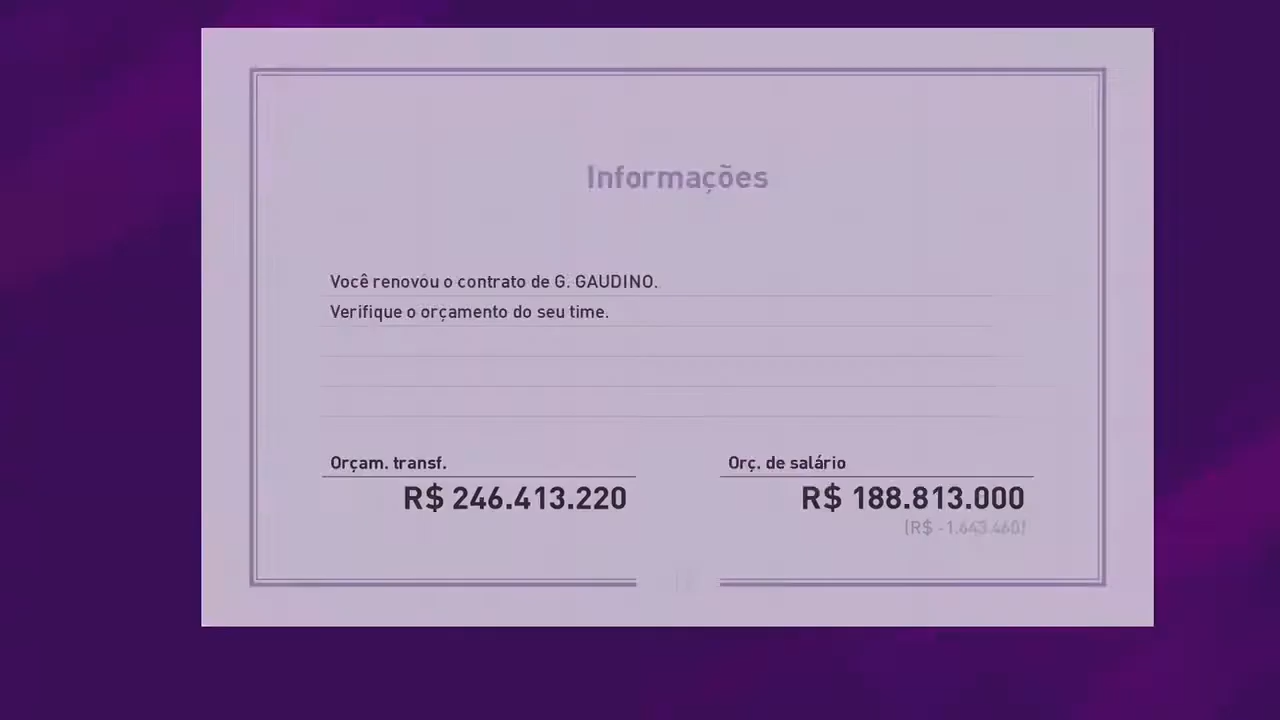 Informações
Você renovou o contrato de G. GAUDINO.
Verifique o orçamento do seu time.
Orçam. transf.
R$ 246.413.220
Orç. de salário
R$ 188.813.000
(R$ -1.643.460)